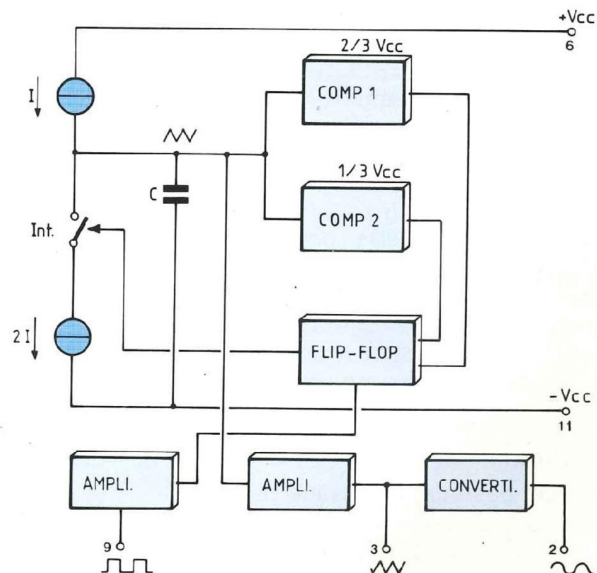 +Vcc
6
I
2/3 Vcc
COMP 1
1/3 Vcc
C
COMP 2
Int.
2 I
FLIP-FLOP
-Vcc
11
AMPLI.
AMPLI.
CONVERTI.
9
3
2